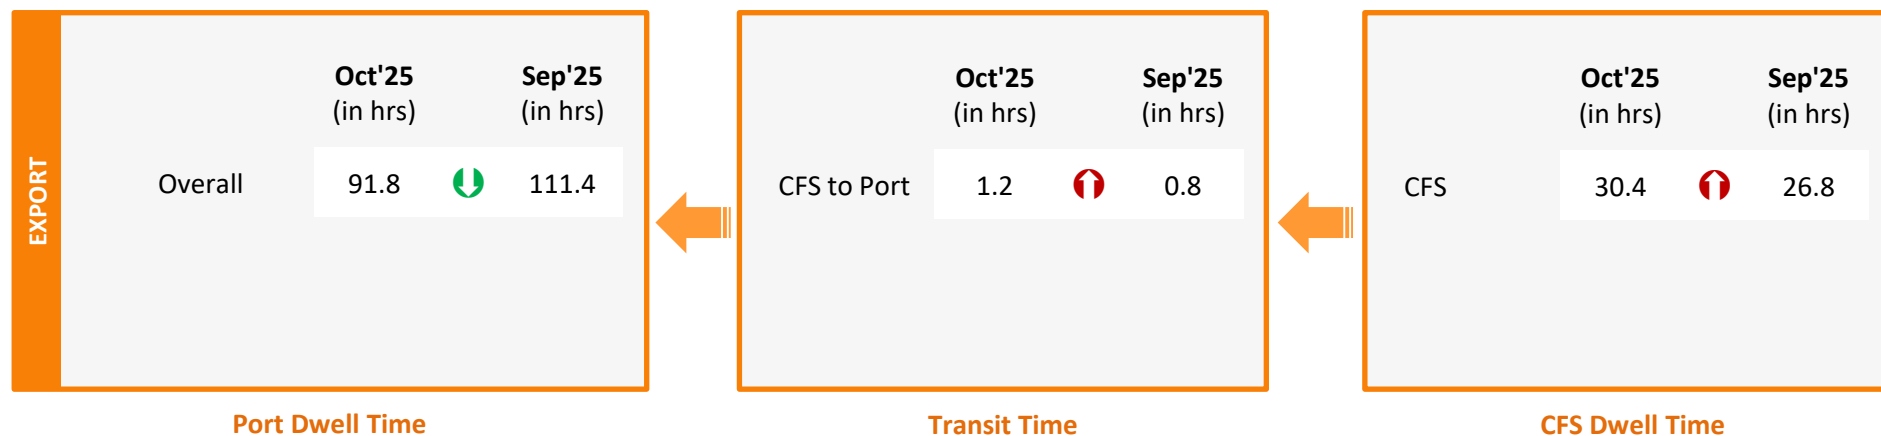 EXPORT
Oct'25 Sep'25
(in hrs) (in hrs)
Overall 91.8 111.4
Port Dwell Time
Oct'25 Sep'25
(in hrs) (in hrs)
CFS to Port 1.2 0.8
Transit Time
Oct'25 Sep'25
(in hrs) (in hrs)
CFS 30.4 26.8
CFS Dwell Time